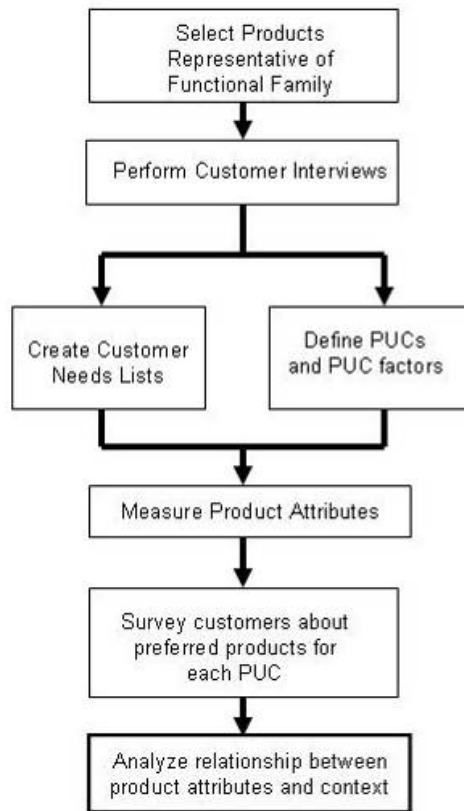 Select Products
Representative of
Functional Family
Perform Customer Interviews
Create Customer
Needs Lists
Define PUCs
and PUC factors
Measure Product Attributes
Survey customers about
preferred products for
each PUC
Analyze relationship between
product attributes and context